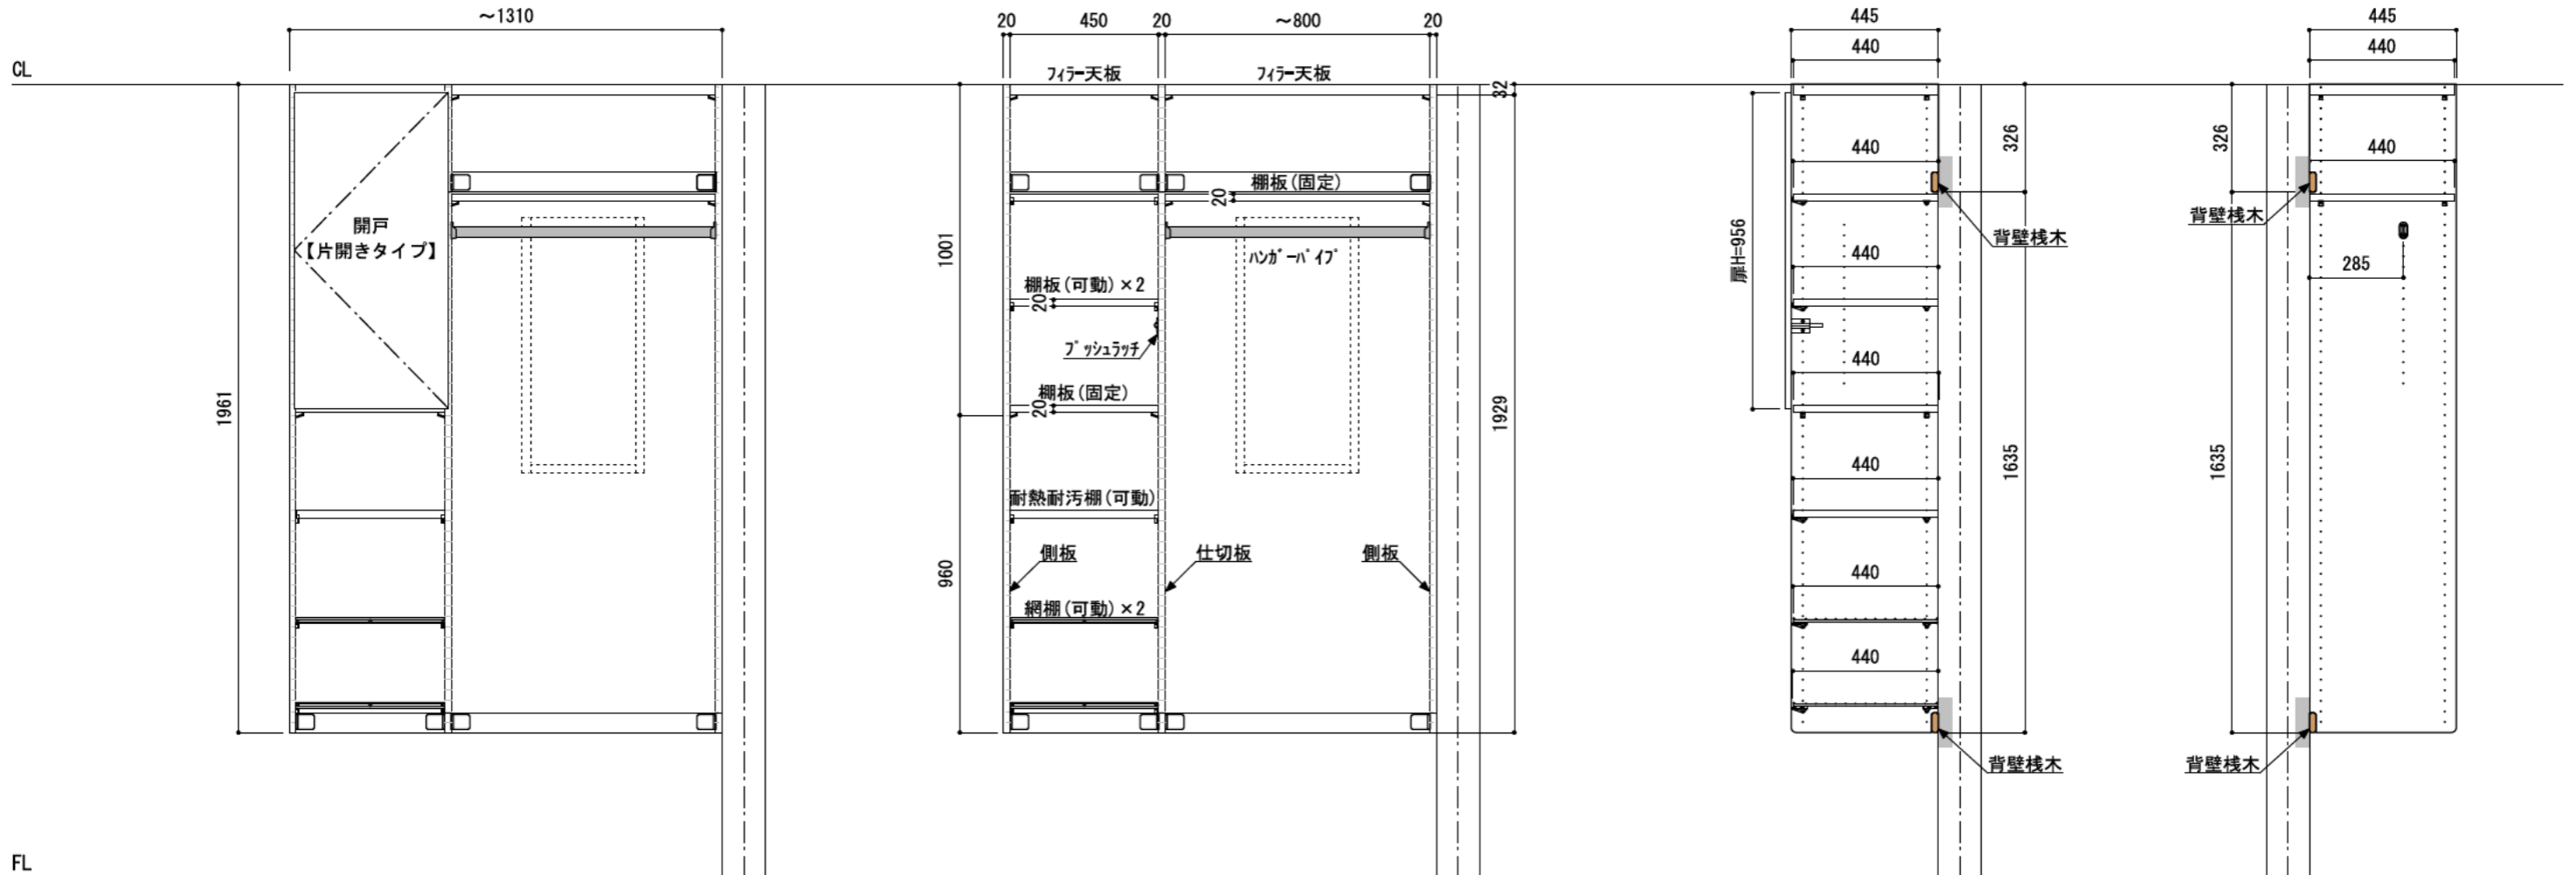 ~1310
20 450 20 ~800 20
445
445
440
440
CL
フィラー天板
フィラー天板
32
326
326
440
440
棚板(固定)
20
背壁桟木
背壁桟木
開戸
【片開きタイプ】
1001
ハンガーパイプ
扉H=956
440
285
棚板(可動)×2
20
プッシュラッチ
440
棚板(固定)
20
1961
1929
440
1635
1635
耐熱耐汚棚(可動)
側板
仕切板
側板
960
440
網棚(可動)×2
440
背壁桟木
背壁桟木
FL